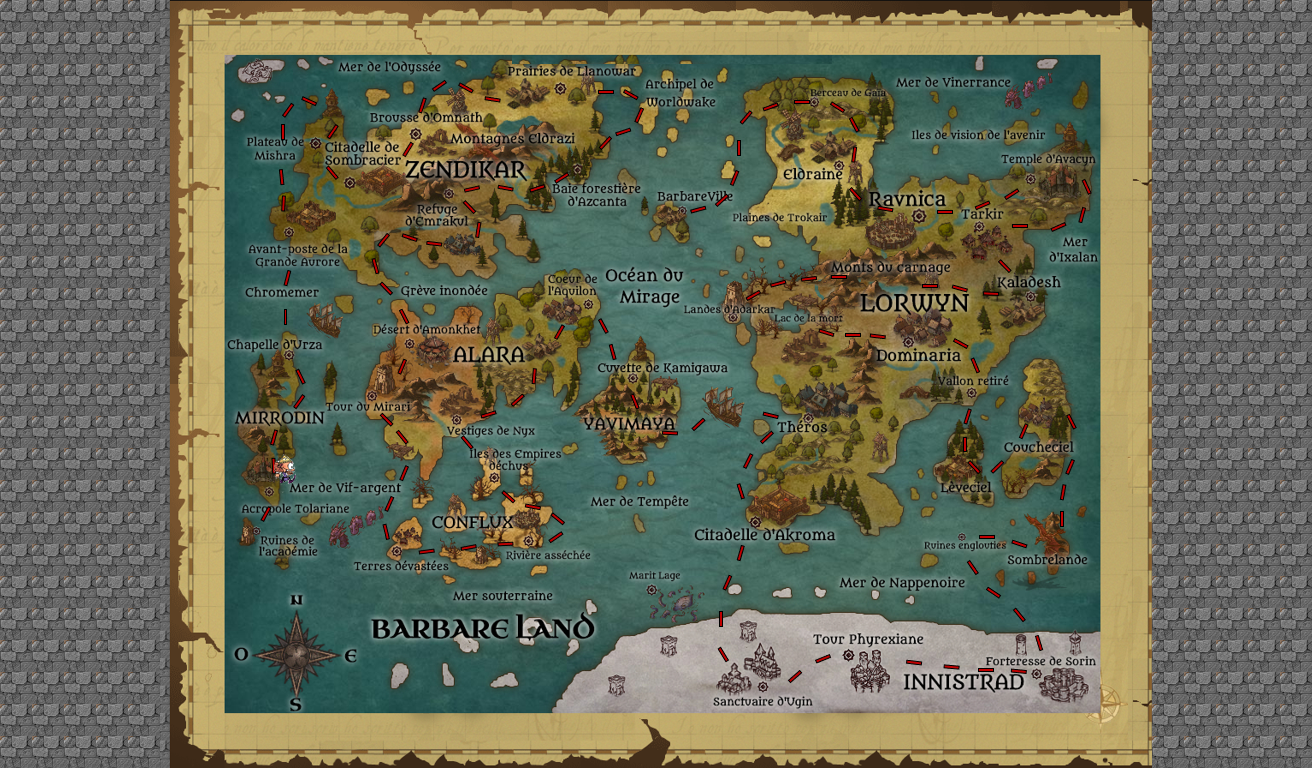 Mer de l'Odyssée
Prairies de Llanowar
Archipel de
Worldwake
Mer de Vinerrance
Berceau de Gaïa
Brousse d'Omnath
Montagnes Eldrazi
Iles de vision de l'avenir
Plateau de
Mishra
Citadelle de
Sombracier
ZENDIKAR
Temple d'Avacyn
Eldraine
Baie forestière
d'Azcanta
BarbareVille
Ravnica
Refuge
d'Emrakul
Plaines de Trokair
Tarkir
Avant-poste de la
Grande Aurore
Mer
d'Ixalan
Monts du carnage
Océan du
Mirage
Coeur de
l'Aquilon
Kaladesh
Chromemer
Grève inondée
LORWYN
Landes d'Adarkar
Lac de la mort
Désert d'Amonkhet
Chapelle d'Urza
ALARA
Dominaria
Cuvette de Kamigawa
Vallon retiré
Tour du Mirari
MIRRODIN
YAVIMAYA
Théros
Vestiges de Nyx
Coucheciel
Iles des Empires
déchus
Mer de Vif-argent
Lèveciel
Mer de Tempête
Acropole Tolariane
CONFLUX
Citadelle d'Akroma
Ruines de
l'académie
Ruines englouties
Rivière asséchée
Sombrelande
Terres dévastées
Marit Lage
Mer de Nappenoire
Mer souterraine
N
BARBARE LAND
Tour Phyrexiane
O
E
Forteresse de Sorin
INNISTRAD
Sanctuaire d'Ugin
S